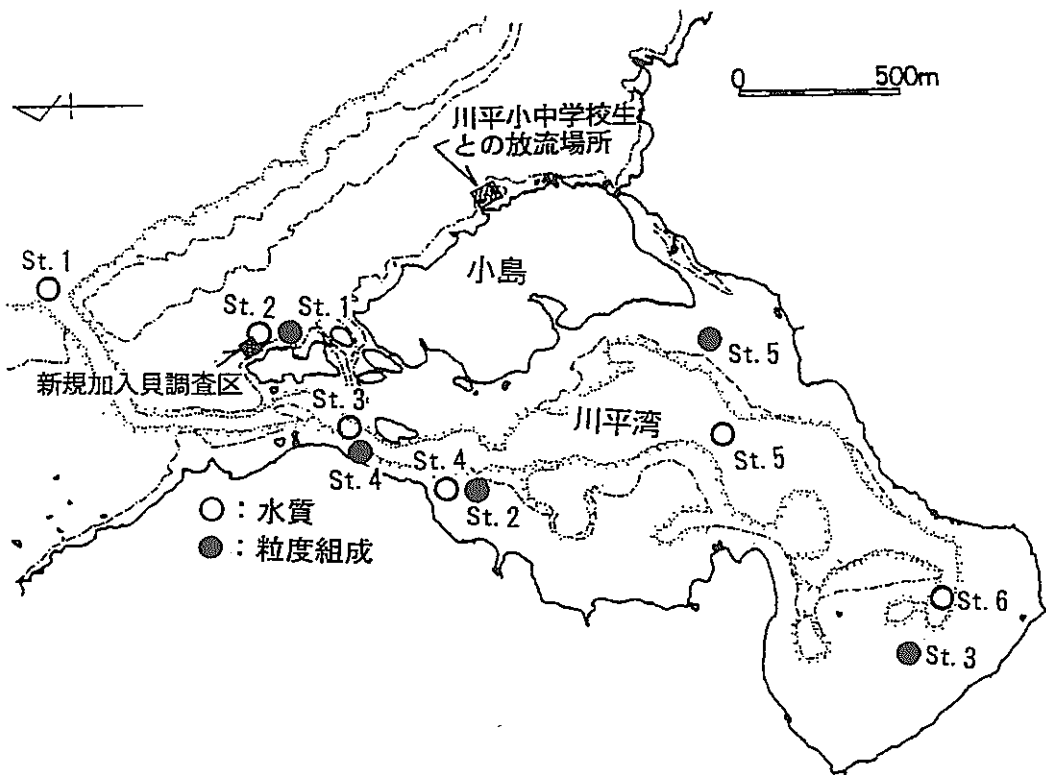 0 500m
川平小中学校生
との放流場所
St. 1
小島
St. 2
St. 1
St. 5
新規加入貝調査区
St. 3
川平湾
St. 4
St. 5
St. 4
St. 2
○：水質
●：粒度組成
St. 6
St. 3